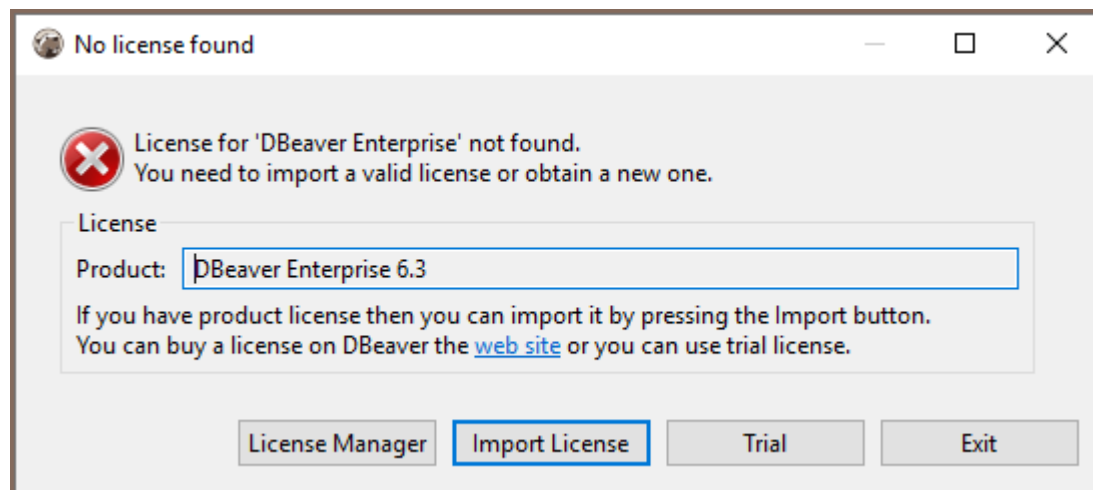 No license found
License for 'DBeaver Enterprise' not found.
You need to import a valid license or obtain a new one.
License
Product: DBeaver Enterprise 6.3
If you have product license then you can import it by pressing the Import button.
You can buy a license on DBeaver the web site or you can use trial license.
License Manager Import License Trial Exit